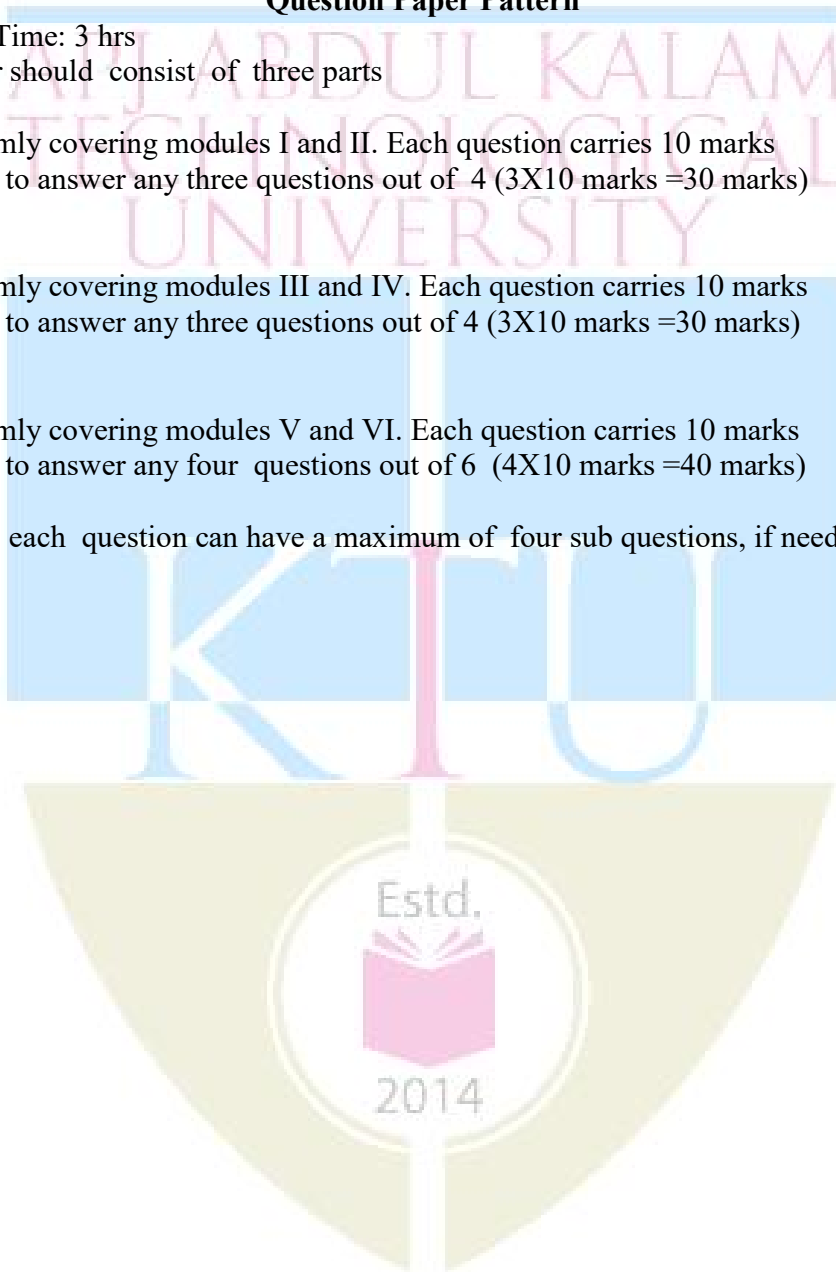 Question Paper Pattern
Time: 3 hrs
should consist of three parts
APJ ABDUL KALAM
TECHNOLOGICAL
UNIVERSITY
covering modules I and II. Each question carries 10 marks
to answer any three questions out of 4 (3X10 marks =30 marks)
covering modules III and IV. Each question carries 10 marks
to answer any three questions out of 4 (3X10 marks =30 marks)
covering modules V and VI. Each question carries 10 marks
to answer any four questions out of 6 (4X10 marks =40 marks)
each question can have a maximum of four sub questions, if need
KTU
Estd.
2014